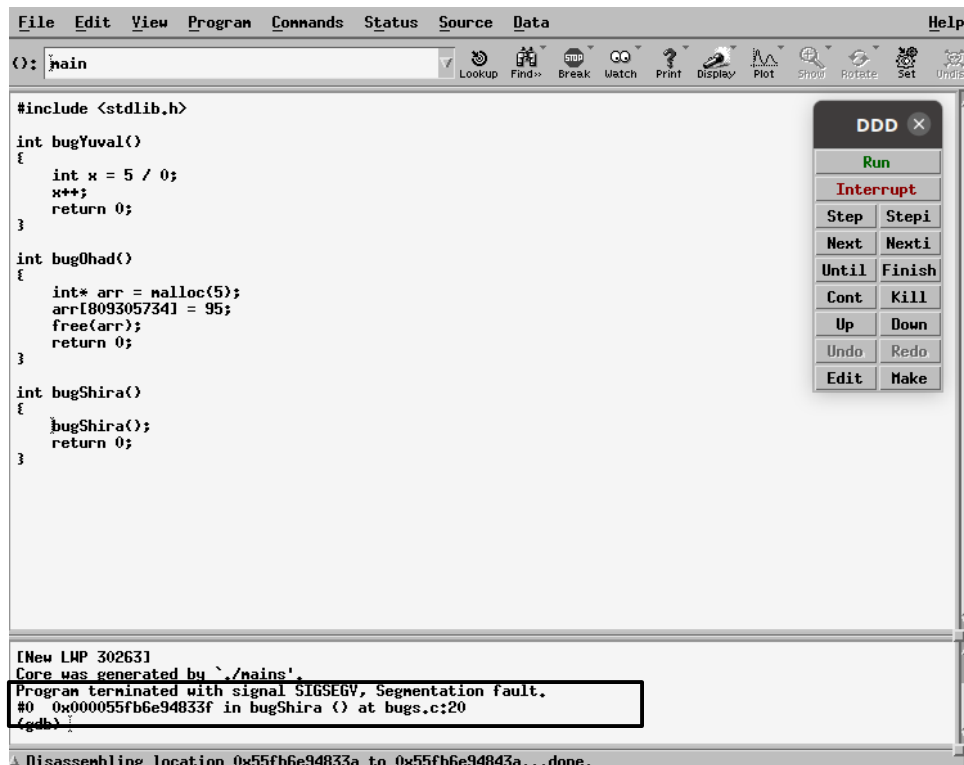 File Edit View Program Commands Status Source Data Help
(): main Lookup Find» Break Watch Print Display Plot Show Rotate Set Undis
#include <stdlib.h>
int bugYuval()
{
    int x = 5 / 0;
    x++;
    return 0;
}
int bugOhad()
{
    int* arr = malloc(5);
    arr[809305734] = 95;
    free(arr);
    return 0;
}
int bugShira()
{
    bugShira();
    return 0;
}
DDD
Run
Interrupt
Step Stepi
Next Nexti
Until Finish
Cont Kill
Up Down
Undo Redo
Edit Make
[New LWP 30263]
Core was generated by `./mains'.
Program terminated with signal SIGSEGV, Segmentation fault.
#0  0x000055fb6e94833f in bugShira () at bugs.c:20
(gdb)
Disassembling location 0x55fb6e94833a to 0x55fb6e94843a...done.